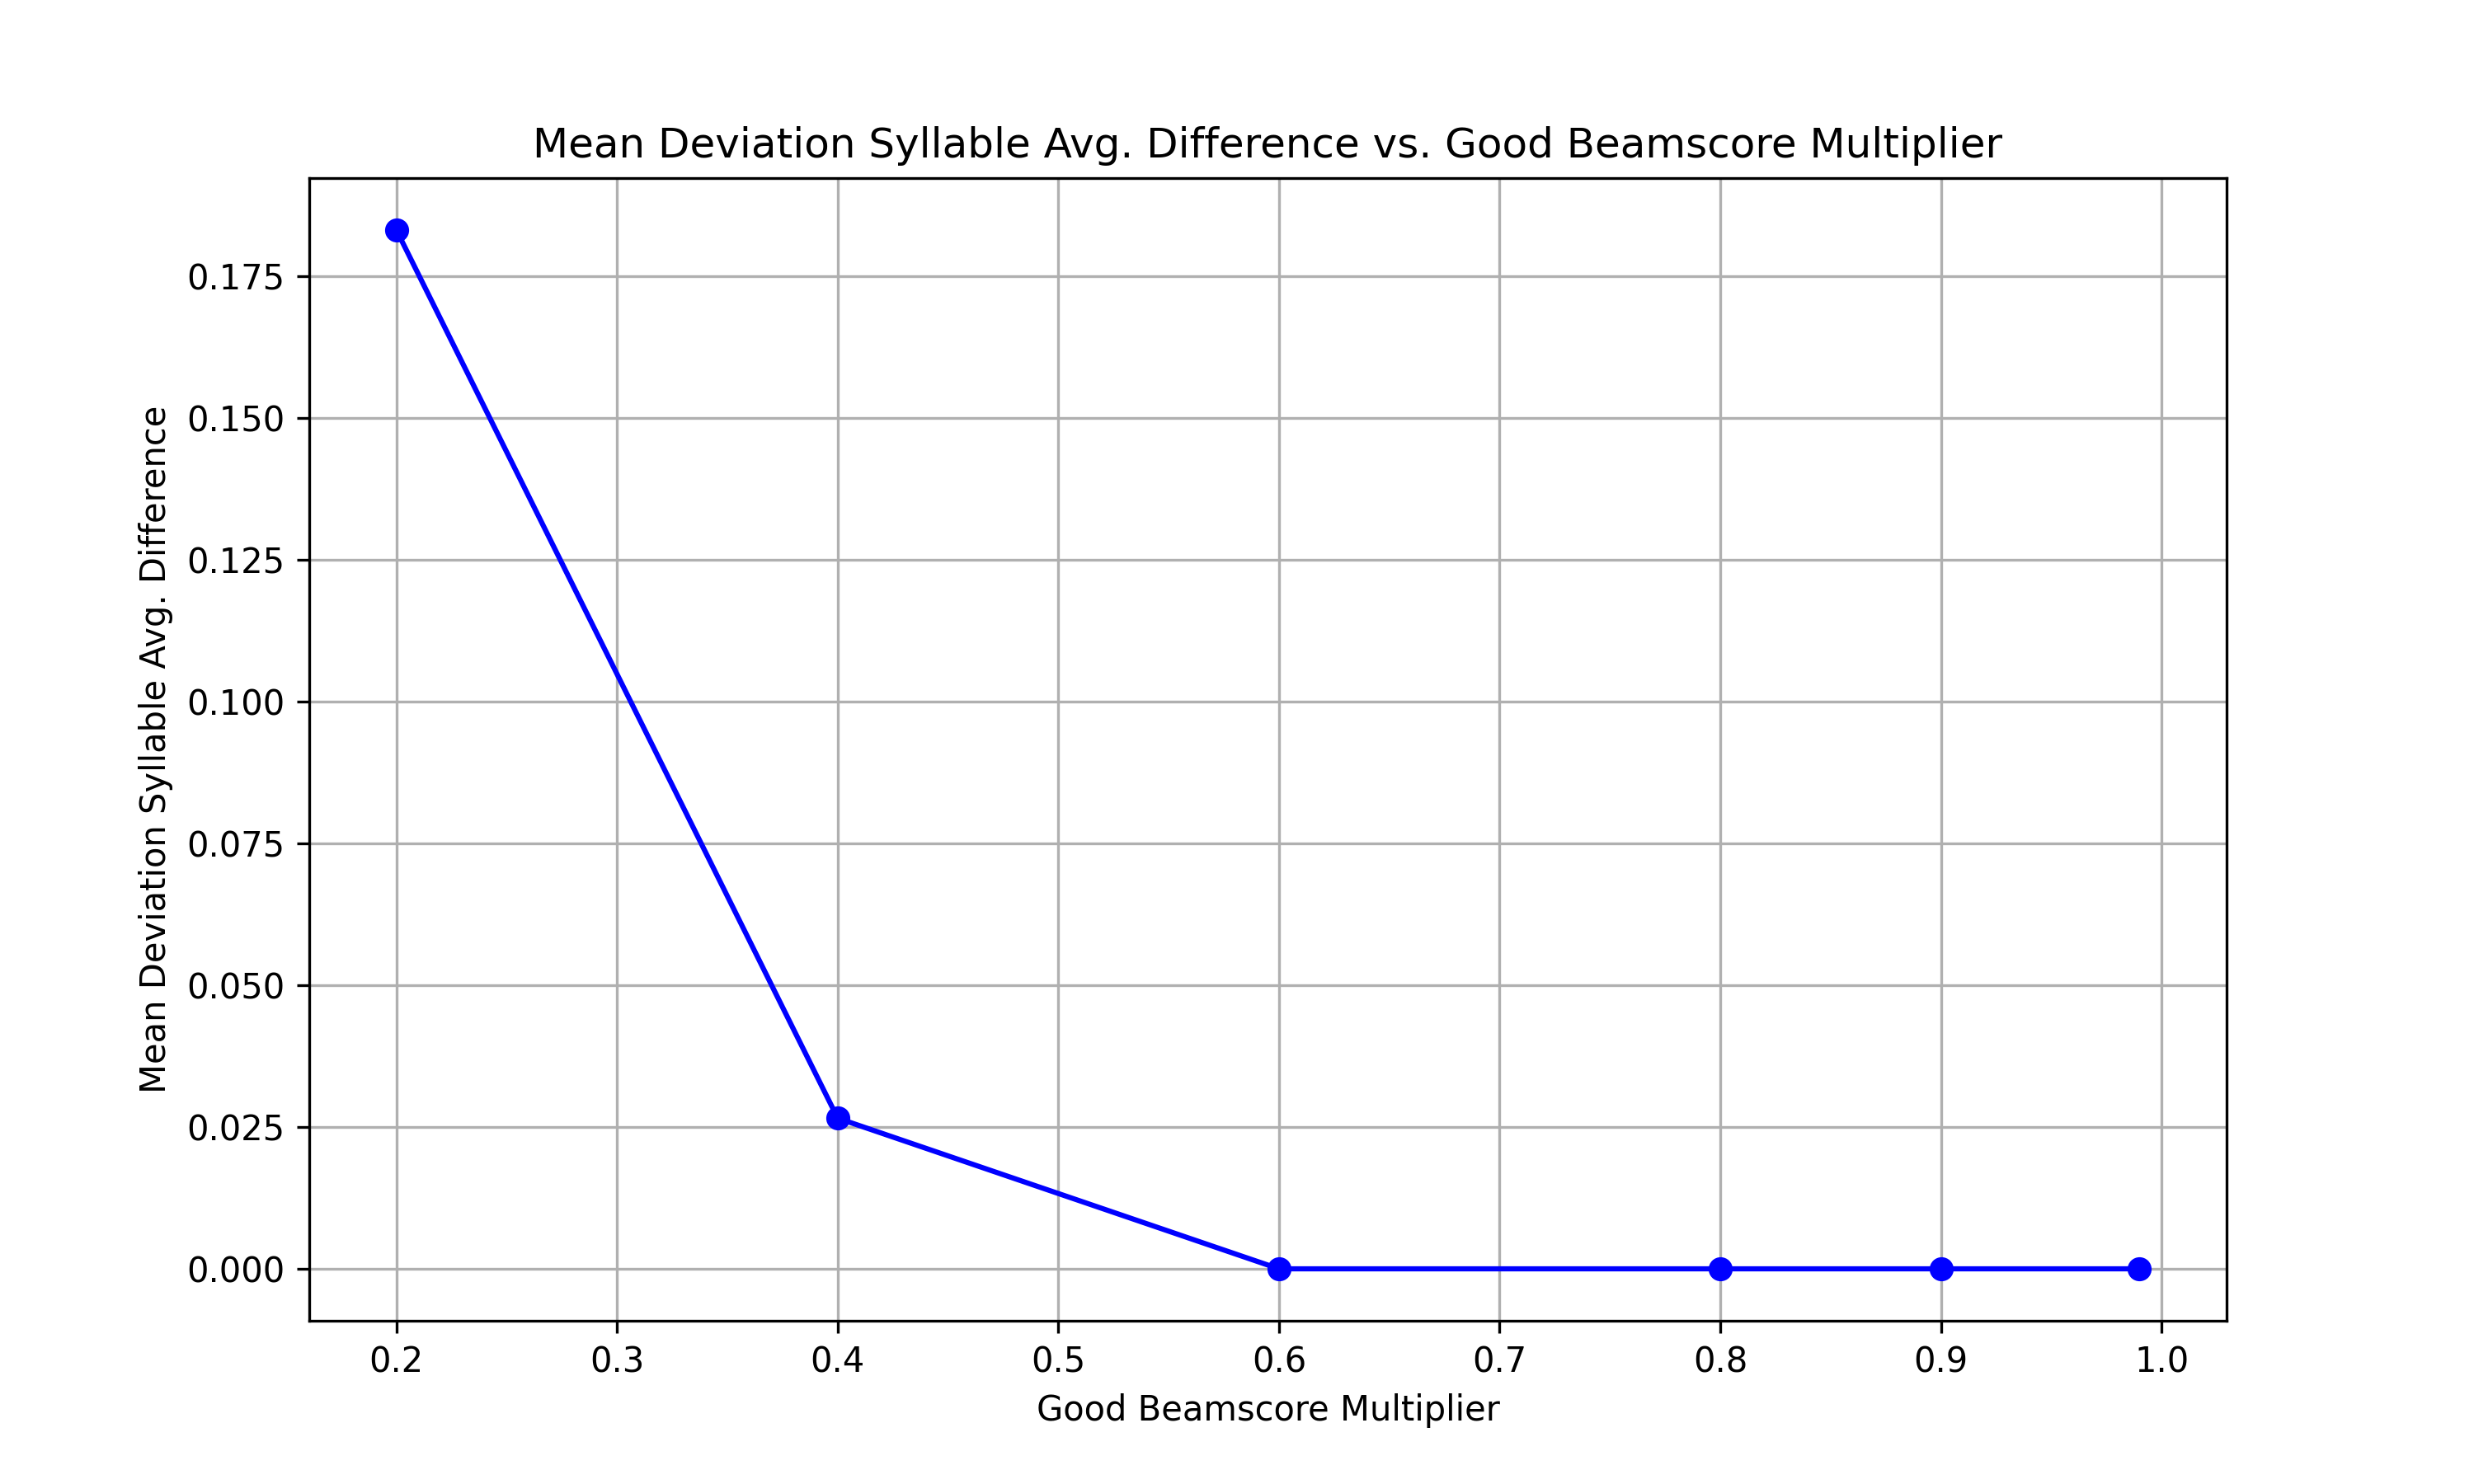 Mean Deviation Syllable Avg. Difference vs. Good Beamscore Multiplier
Mean Deviation Syllable Avg. Difference
0.175
0.150
0.125
0.100
0.075
0.050
0.025
0.000
0.2 0.3 0.4 0.5 0.6 0.7 0.8 0.9 1.0
Good Beamscore Multiplier